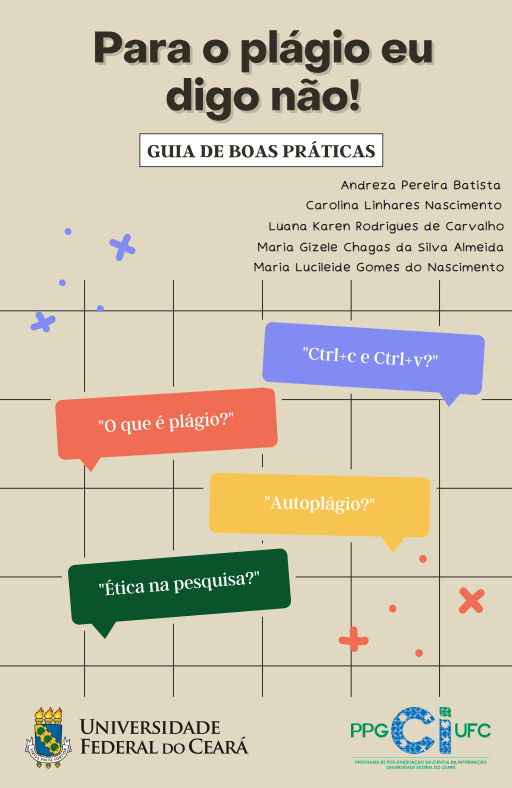 Para o plágio eu
digo não!
GUIA DE BOAS PRÁTICAS
Andreza Pereira Batista
Carolina Linhares Nascimento
Luana Karen Rodrigues de Carvalho
Maria Gizele Chagas da Silva Almeida
Maria Lucileide Gomes do Nascimento
"Ctrl+c e Ctrl+v?"
"O que é plágio?"
"Autoplágio?"
"Ética na pesquisa?"
UNIVERSIDADE
FEDERAL DO CEARÁ
PPG Ci UFC
PROGRAMA DE PÓS-GRADUAÇÃO EM CIÊNCIA DA INFORMAÇÃO
UNIVERSIDADE FEDERAL DO CEARÁ